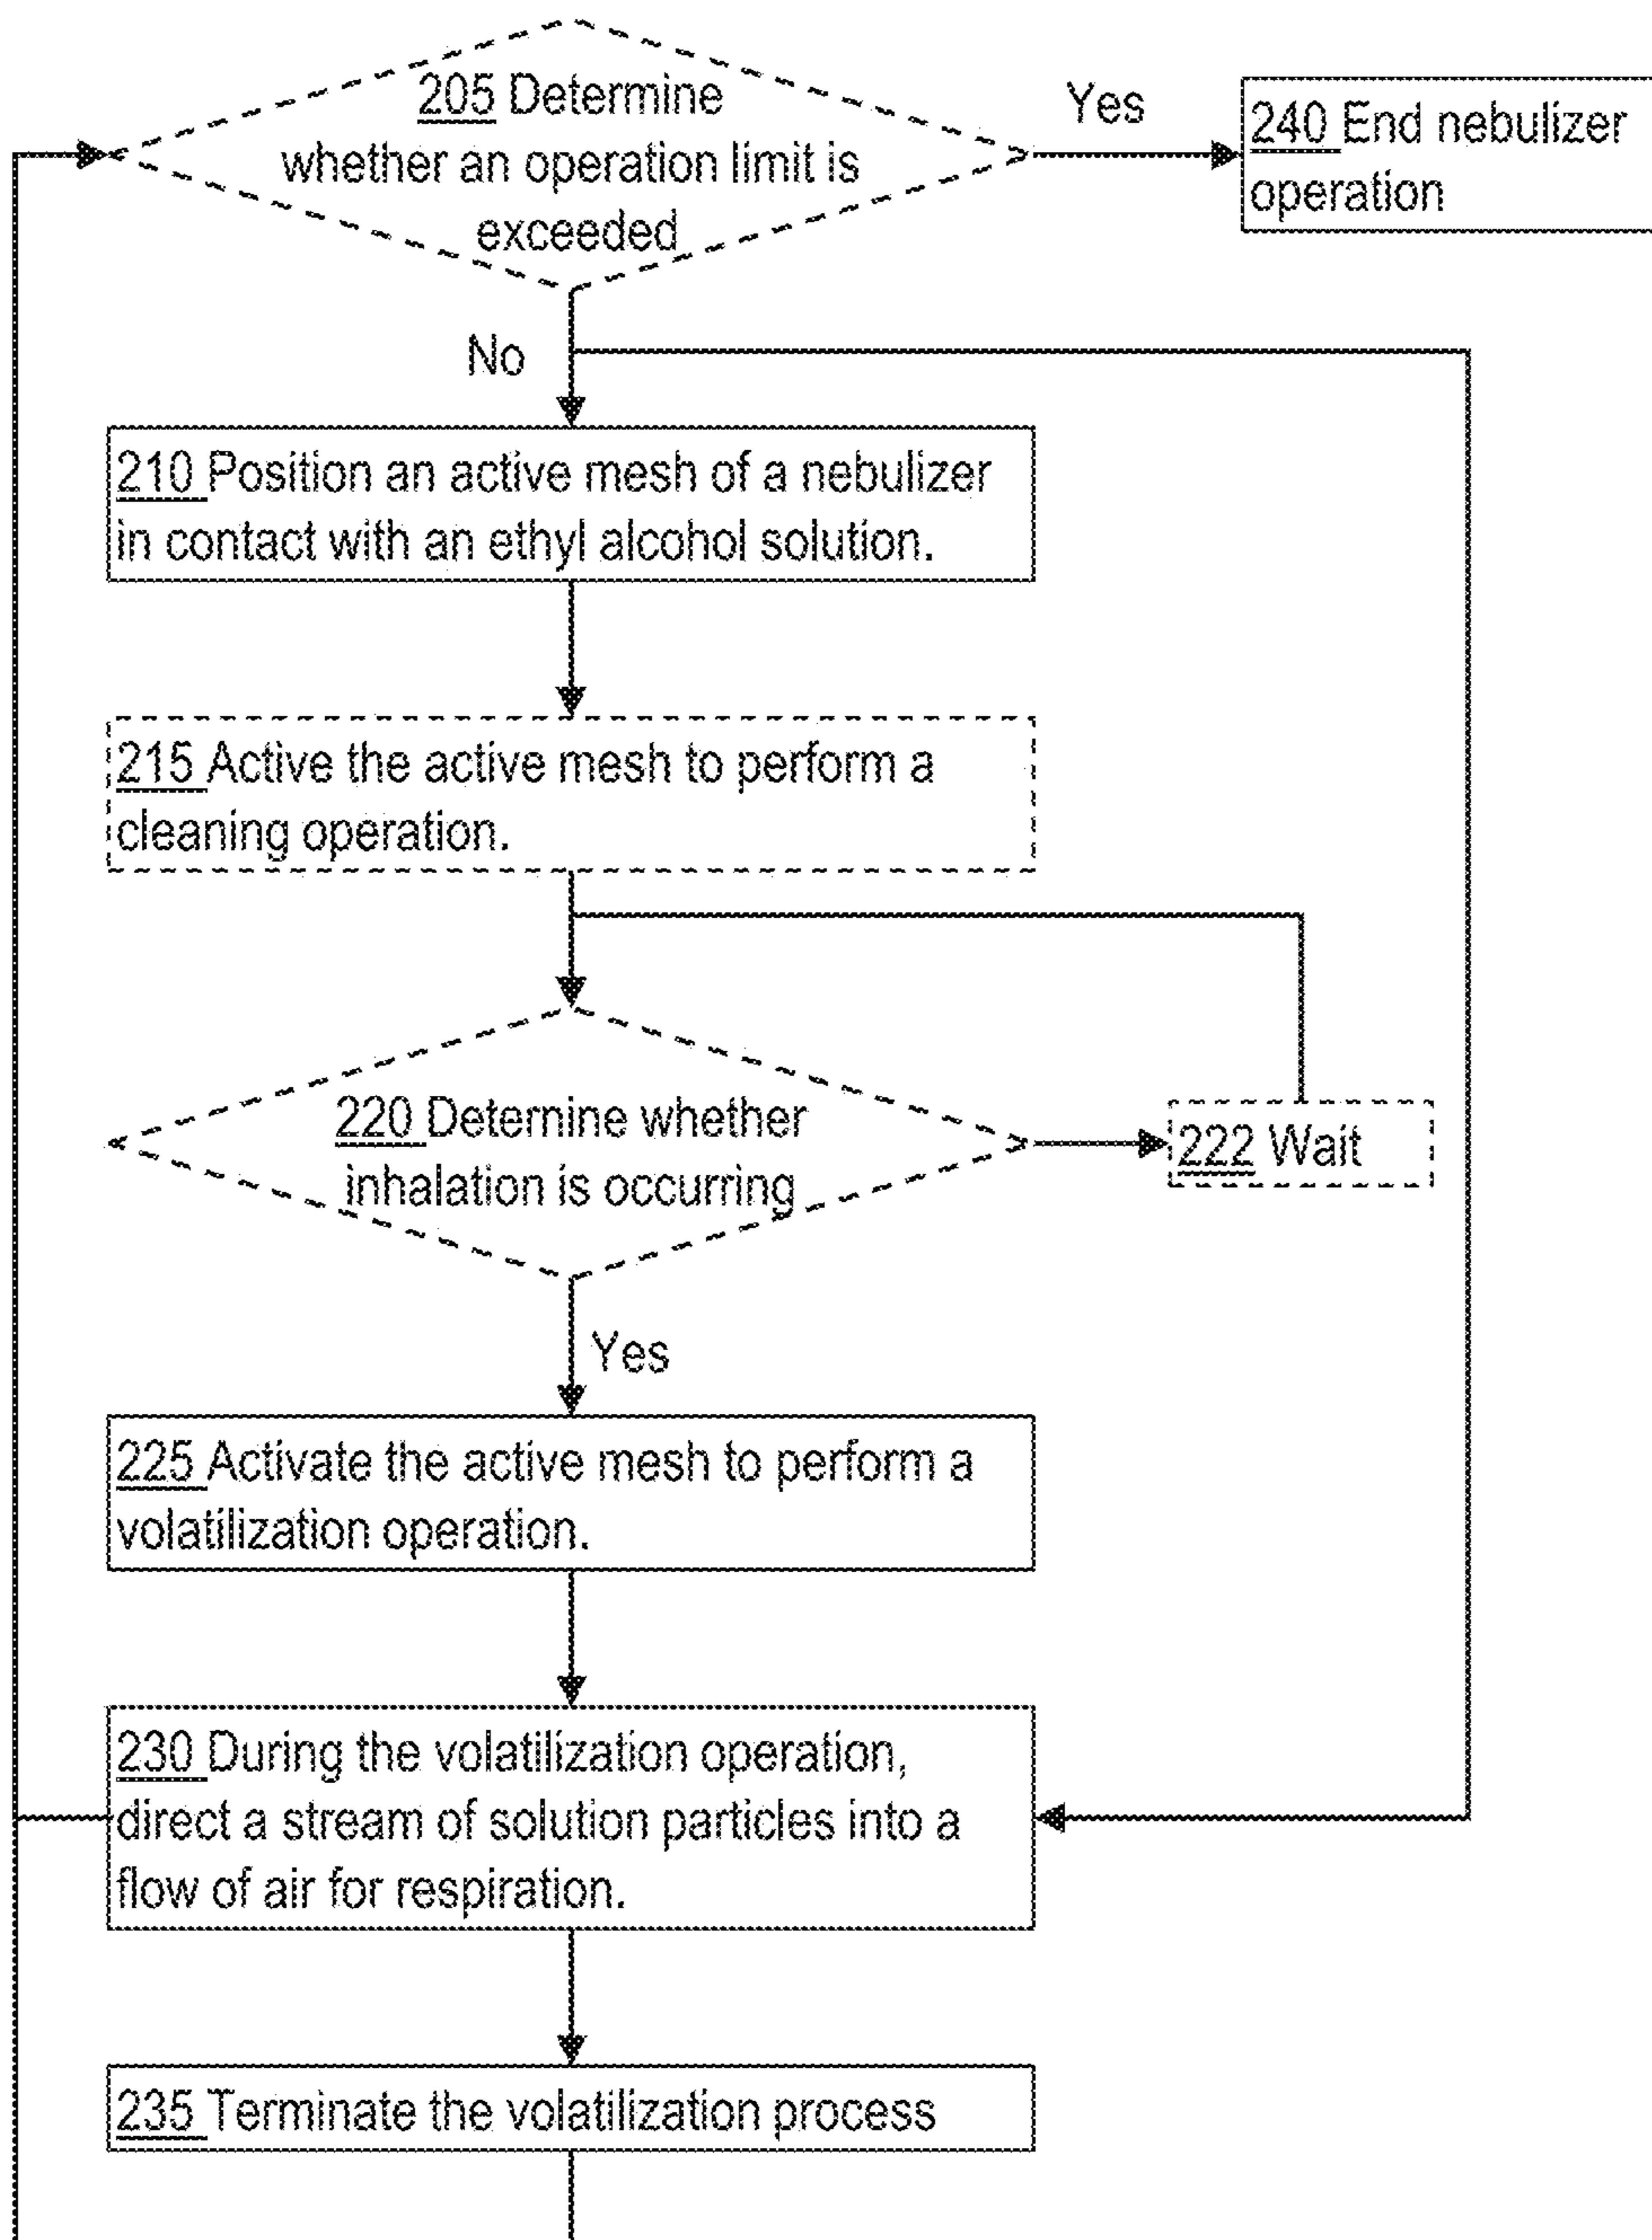 205 Determine
whether an operation limit is
exceeded
Yes
240 End nebulizer
operation
No
210 Position an active mesh of a nebulizer
in contact with an ethyl alcohol solution.
215 Active the active mesh to perform a
cleaning operation.
220 Deternine whether
inhalation is occurring
222 Wait
Yes
225 Activate the active mesh to perform a
volatilization operation.
230 During the volatilization operation,
direct a stream of solution particles into a
flow of air for respiration.
235 Terminate the volatilization process